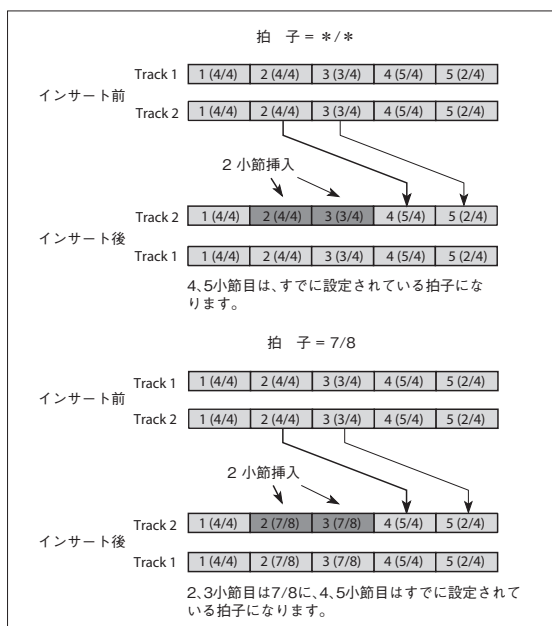 拍　子 = ＊/＊
Track 1 1 (4/4) 2 (4/4) 3 (3/4) 4 (5/4) 5 (2/4)
インサート前
Track 2 1 (4/4) 2 (4/4) 3 (3/4) 4 (5/4) 5 (2/4)
2 小節挿入
Track 2 1 (4/4) 2 (4/4) 3 (3/4) 4 (5/4) 5 (2/4)
インサート後
Track 1 1 (4/4) 2 (4/4) 3 (3/4) 4 (5/4) 5 (2/4)
4、5小節目は、すでに設定されている拍子にな
ります。
拍　子 = 7/8
Track 1 1 (4/4) 2 (4/4) 3 (3/4) 4 (5/4) 5 (2/4)
インサート前
Track 2 1 (4/4) 2 (4/4) 3 (3/4) 4 (5/4) 5 (2/4)
2 小節挿入
Track 2 1 (4/4) 2 (7/8) 3 (7/8) 4 (5/4) 5 (2/4)
インサート後
Track 1 1 (4/4) 2 (7/8) 3 (7/8) 4 (5/4) 5 (2/4)
2、3小節目は7/8に、4、5小節目はすでに設定されて
いる拍子になります。